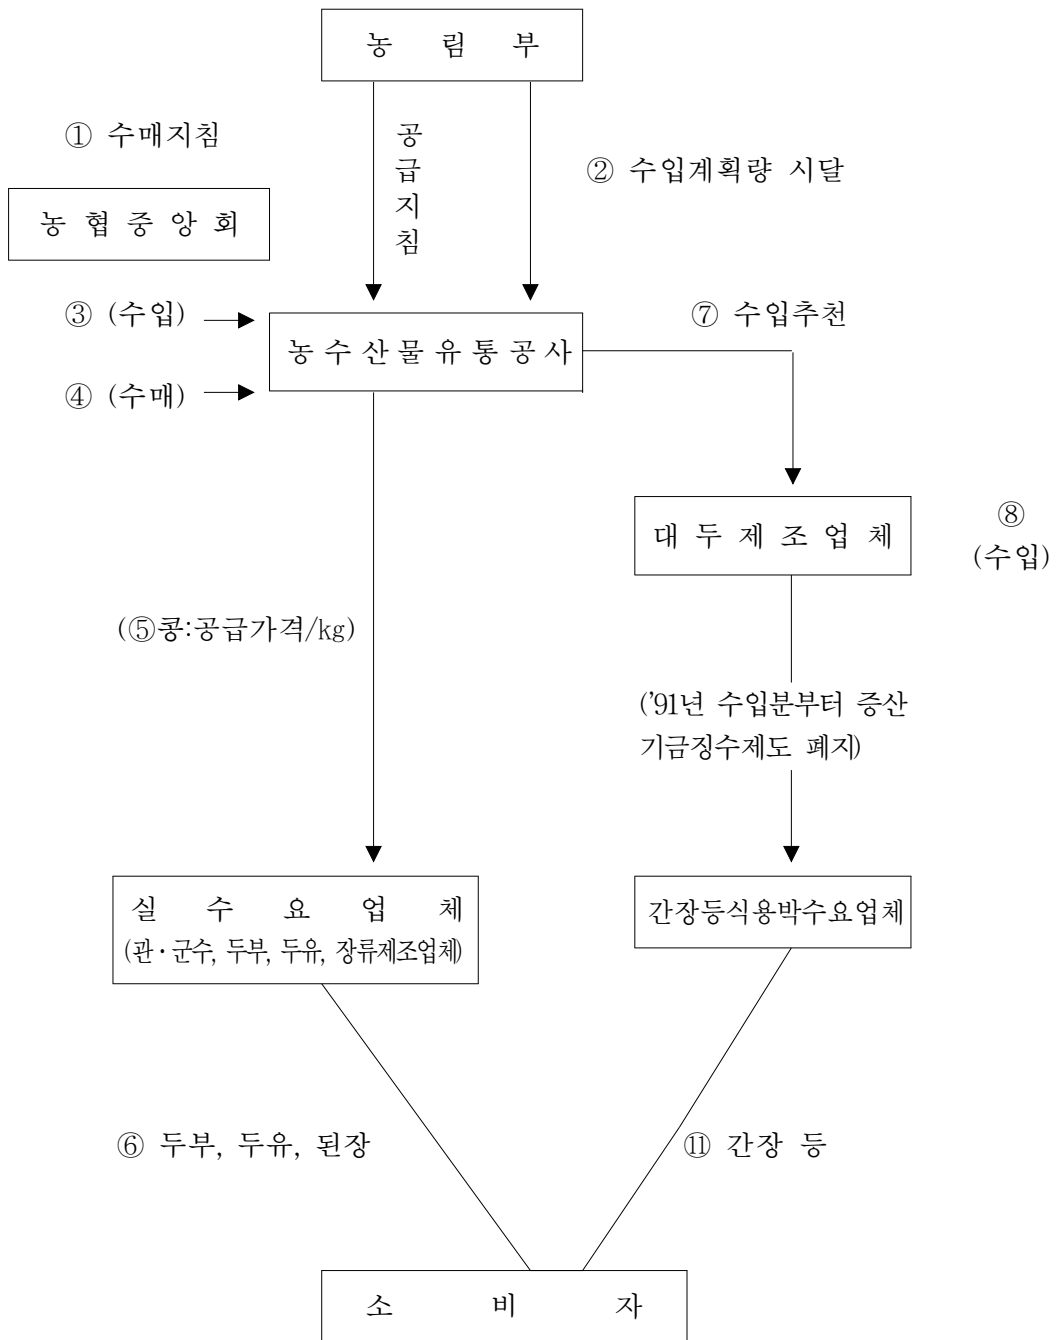 농 림 부
① 수매지침
공급지침
② 수입계획량 시달
농 협 중 앙 회
③ (수입)
⑦ 수입추천
농 수 산 물 유 통 공 사
④ (수매)
대 두 제 조 업 체
⑧
(수입)
(⑤콩:공급가격/kg)
('91년 수입분부터 증산
기금징수제도 폐지)
실 수 요 업 체
(관·군수, 두부, 두유, 장류제조업체)
간장등식용박수요업체
⑥ 두부, 두유, 된장
⑪ 간장 등
소 비 자